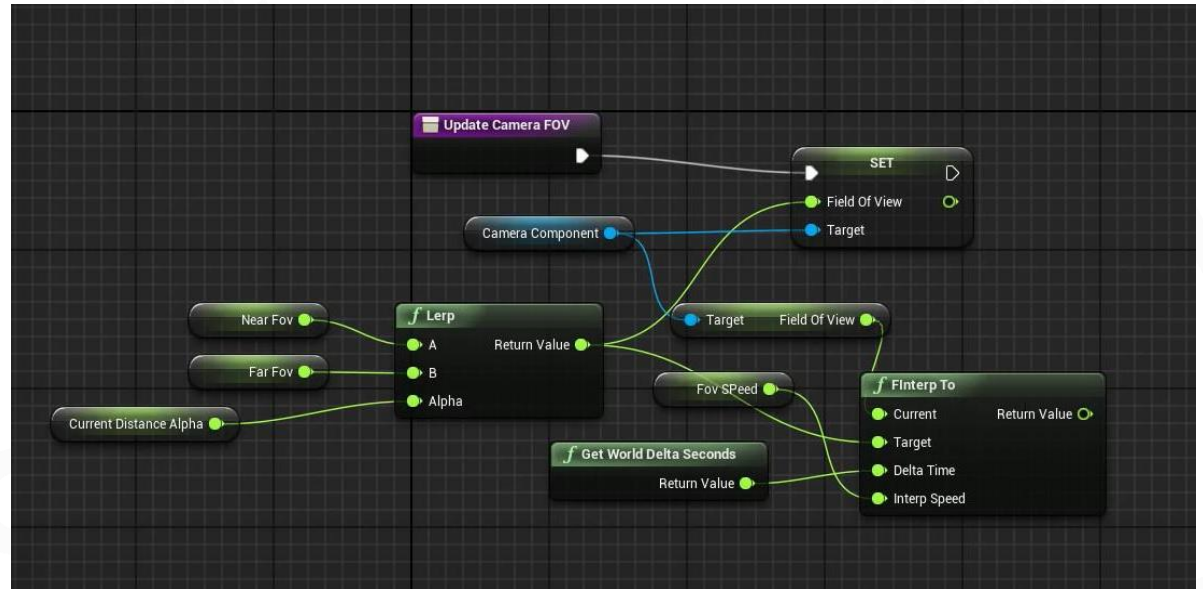 Update Camera FOV
SET
Field Of View
Target
Camera Component
Near Fov
Far Fov
Current Distance Alpha
f Lerp
A Return Value
B
Alpha
Target Field Of View
Fov SPeed
f Get World Delta Seconds
Return Value
f FInterp To
Current Return Value
Target
Delta Time
Interp Speed